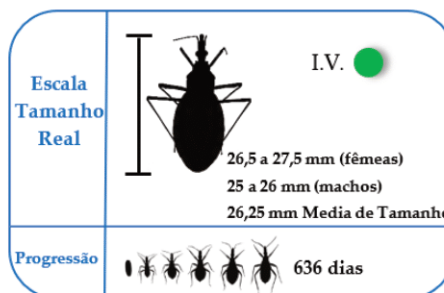 Escala
Tamanho
Real
I.V.
26,5 a 27,5 mm (fêmeas)
25 a 26 mm (machos)
26,25 mm Media de Tamanho
Progressão
636 dias